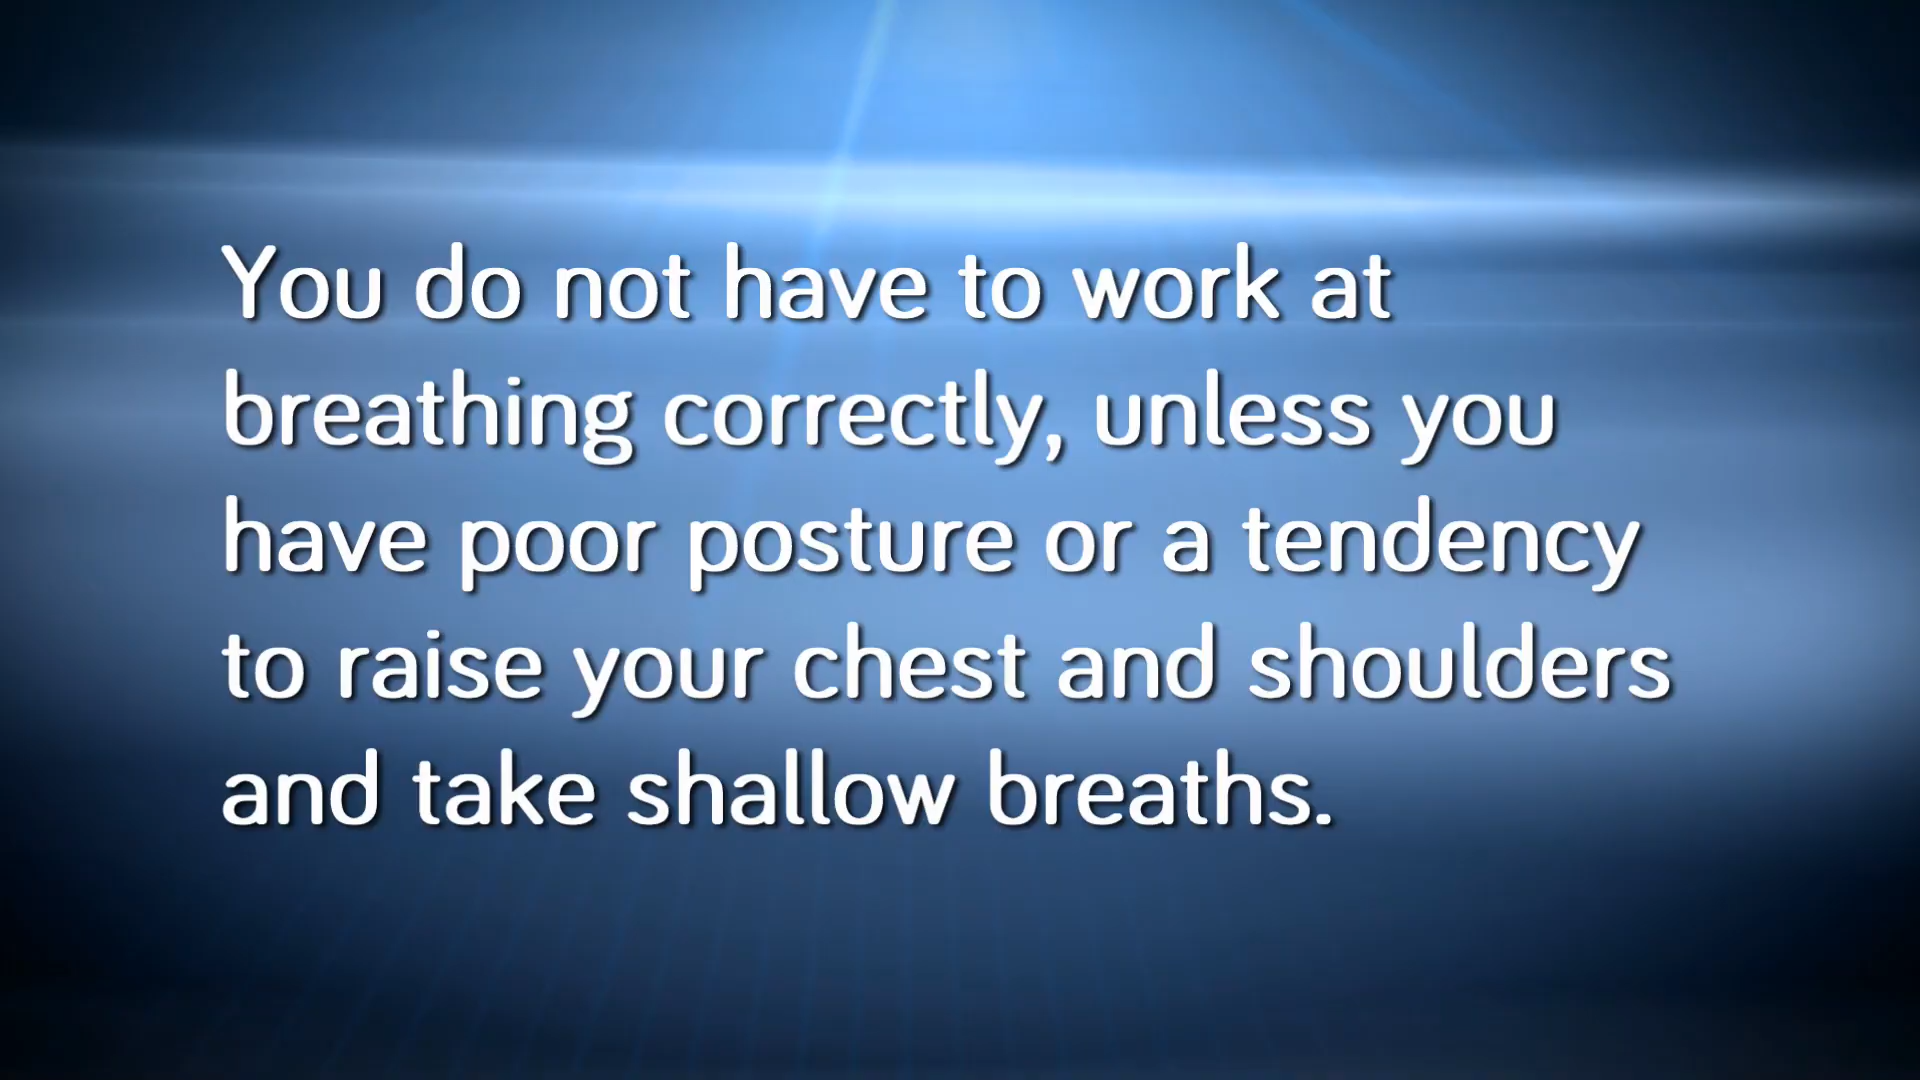 You do not have to work at
breathing correctly, unless you
have poor posture or a tendency
to raise your chest and shoulders
and take shallow breaths.